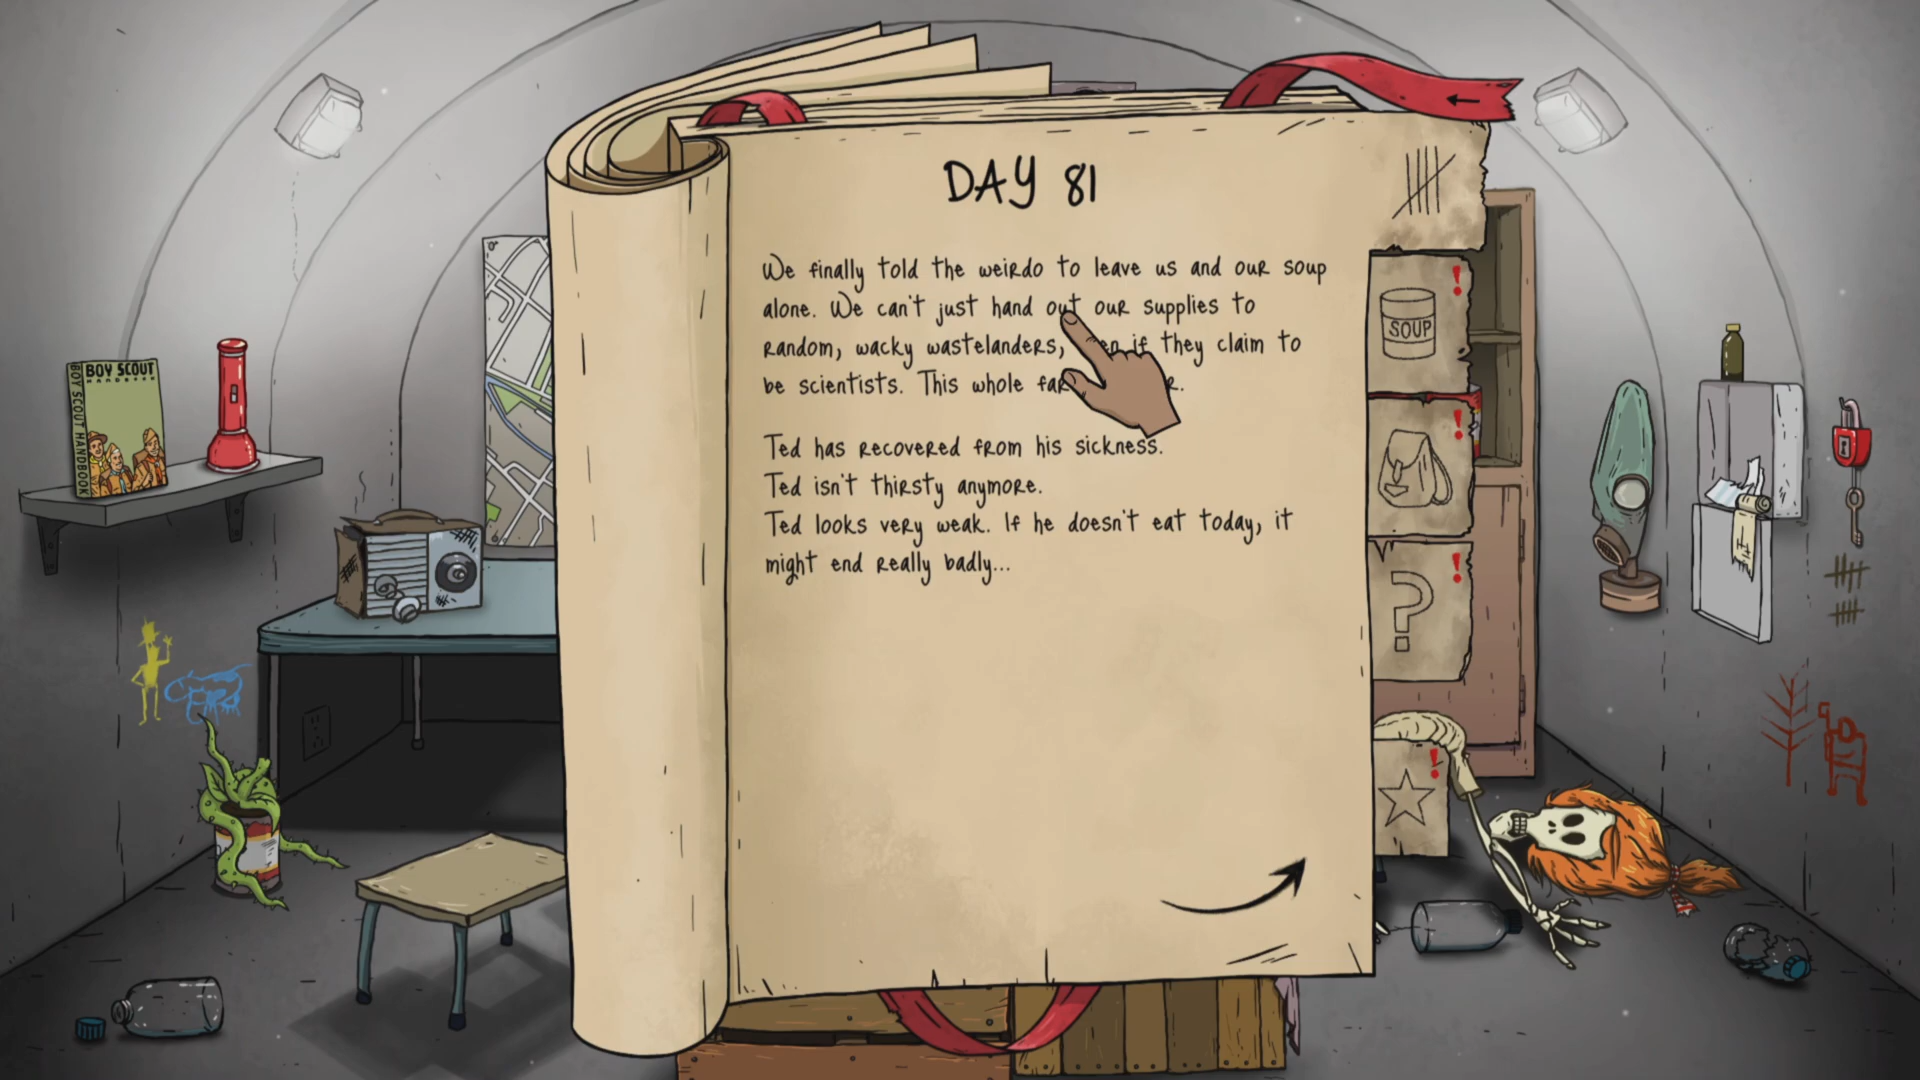 DAY 81
We finally told the weirdo to leave us and our soup
alone. We can't just hand out our supplies to
random, wacky wastelanders, if they claim to
be scientists. This whole
Ted has recovered from his sickness.
Ted isn't thirsty anymore.
Ted looks very weak. If he doesn't eat today, it
might end really badly...
!
SOUP
!
!
?
!
BOY SCOUT
HANDBOOK
BOY SCOUT HANDBOOK